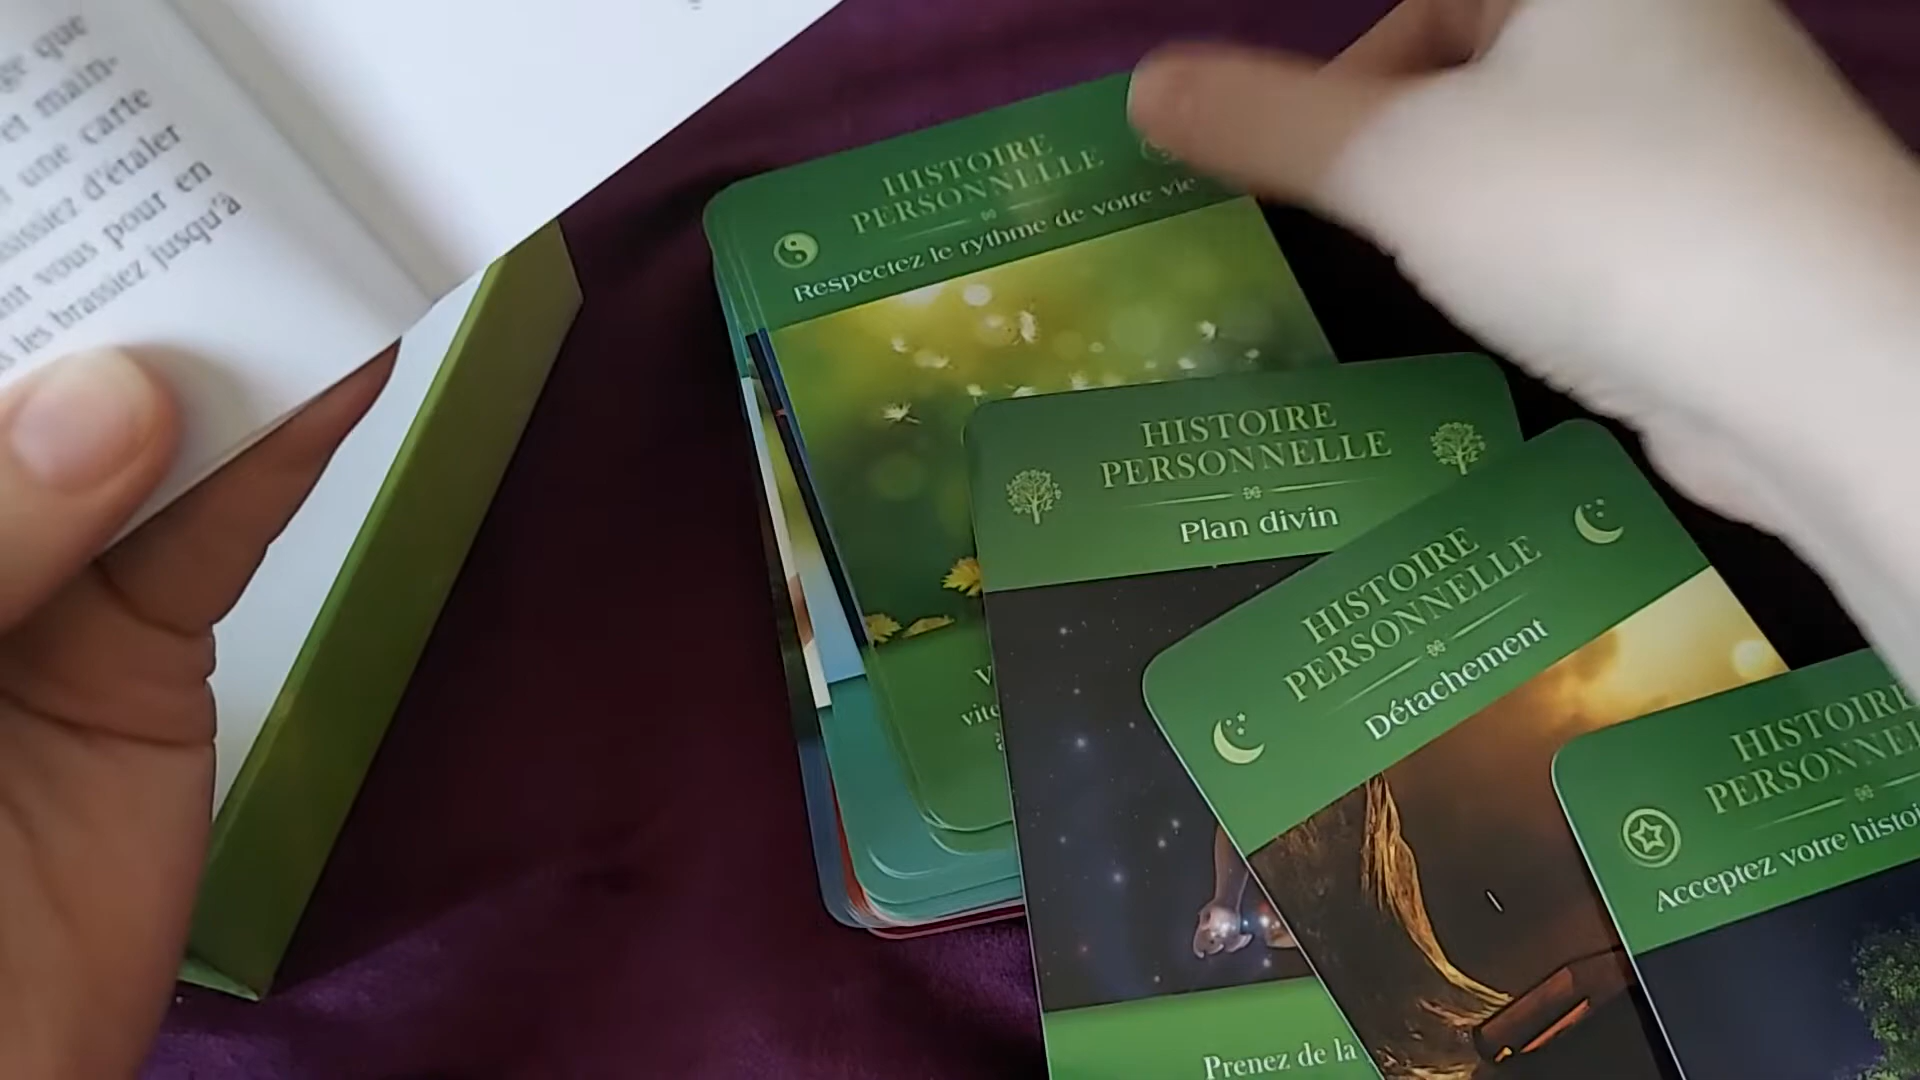 que
et main-
une carte
d'étaler
vous pour en
les brassiez jusqu'à
HISTOIRE
PERSONNELLE
Respectez le rythme de votre vie
HISTOIRE
PERSONNELLE
Plan divin
Prenez de la
HISTOIRE
PERSONNELLE
Détachement
HISTOIRE
PERSONNEL
Acceptez votre histoi